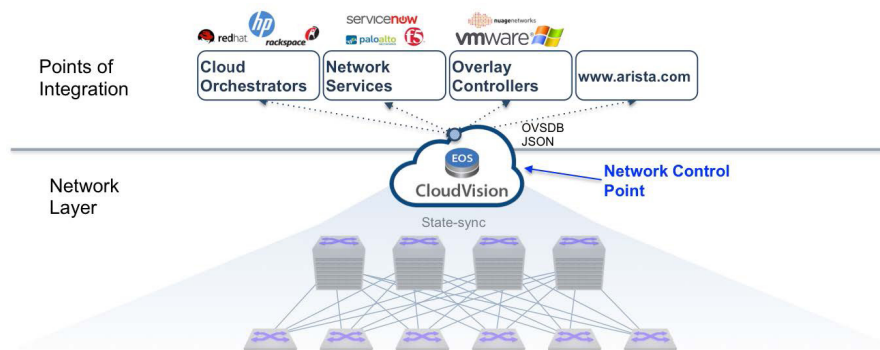 servicenow
nuagenetworks
redhat
hp
rackspace
paloalto
F5
vmware
Points of
Integration
Cloud
Orchestrators
Network
Services
Overlay
Controllers
www.arista.com
OVSDB
JSON
EOS
CloudVision
Network Control
Point
Network
Layer
State-sync